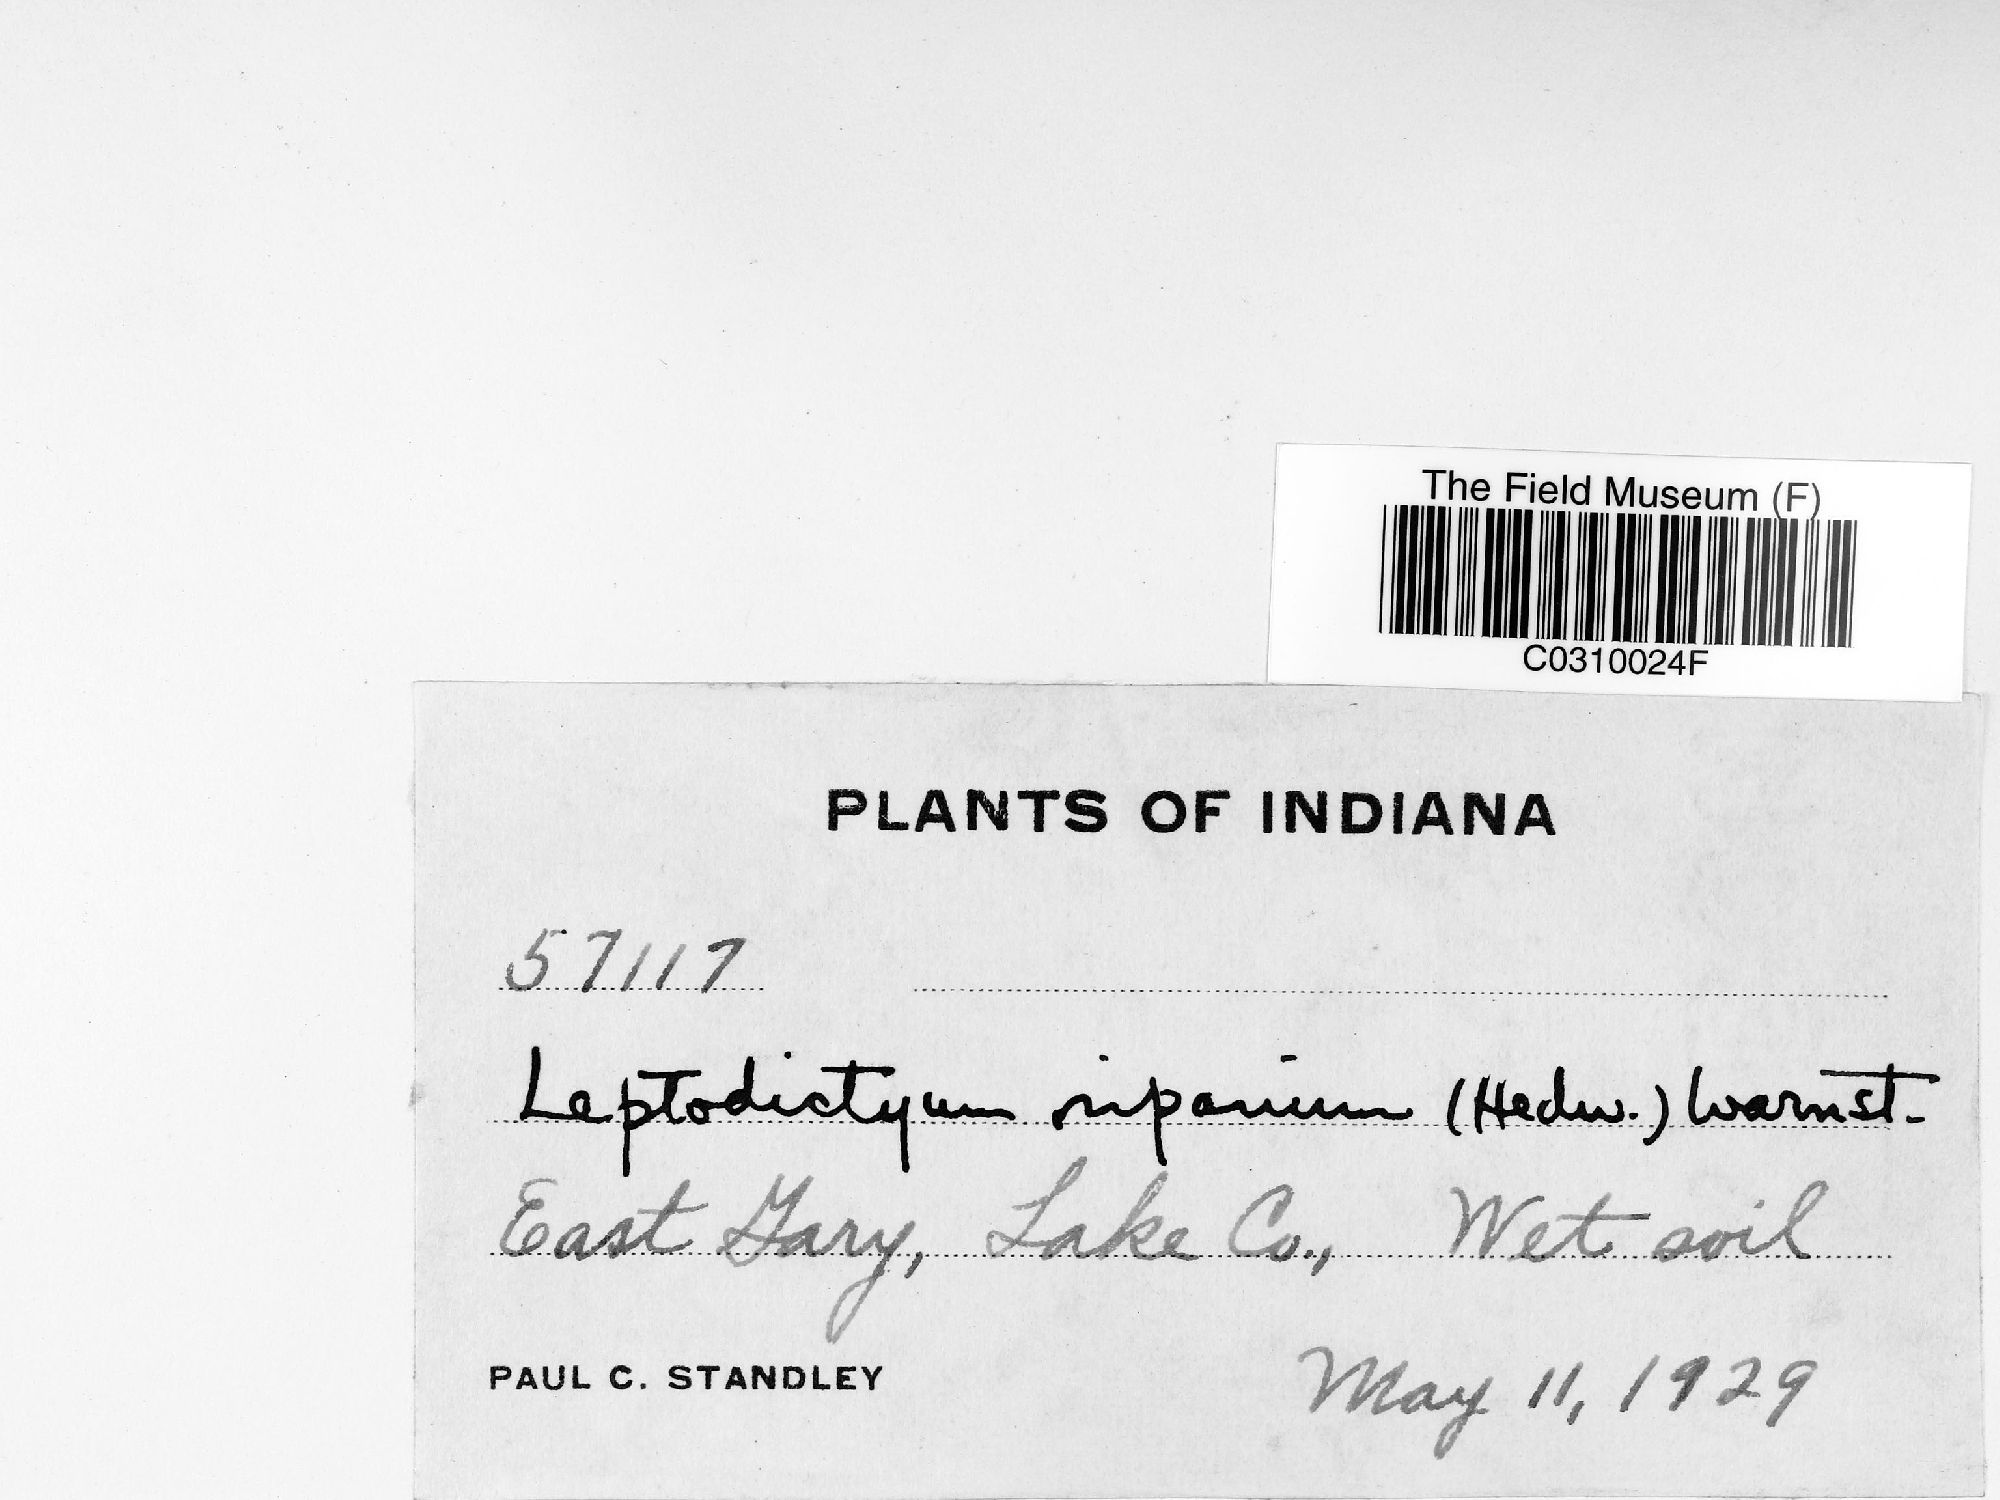 The Field Museum (F)
C0310024F
PLANTS OF INDIANA
57117
Leptodictyum riparium (Hedw.) Warnst.
East Gary, Lake Co., Wet soil
PAUL C. STANDLEY
May 11, 1929